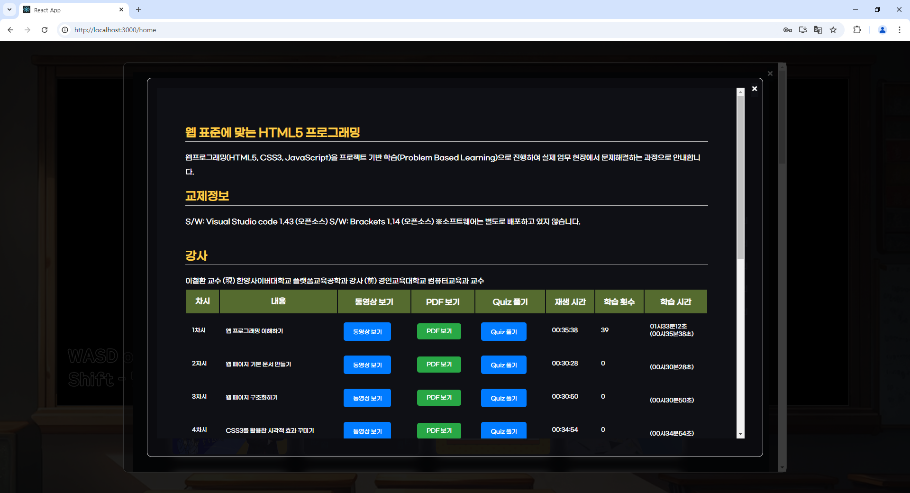 React App
http://localhost:3000/home
웹 표준에 맞는 HTML5 프로그래밍
웹프로그래밍(HTML5, CSS3, JavaScript)을 프로젝트 기반 학습(Problem Based Learning)으로 진행하여 실제 업무 현장에서 문제해결하는 과정으로 안내합니
다.
교제정보
S/W: Visual Studio code 1.43 (오픈소스) S/W: Brackets 1.14 (오픈소스) ※소프트웨어는 별도로 배포하고 있지 않습니다.
강사
이철환 교수 (現) 한양사이버대학교 플랫폼교육공학과 강사 (前) 경인교육대학교 컴퓨터교육과 교수
차시 내용 동영상 보기 PDF 보기 Quiz 풀기 재생 시간 학습 횟수 학습 시간
1차시 웹 프로그래밍 이해하기 동영상 보기 PDF 보기 Quiz 풀기 00:35:38 39 01시33분12초
(00시35분38초)
2차시 웹 페이지 기본 문서 만들기 동영상 보기 PDF 보기 Quiz 풀기 00:30:28 0 (00시30분28초)
3차시 웹 페이지 구조화하기 동영상 보기 PDF 보기 Quiz 풀기 00:30:50 0 (00시30분50초)
4차시 CSS3를 활용한 시각적 효과 꾸미기 동영상 보기 PDF 보기 Quiz 풀기 00:34:54 0 (00시34분54초)
WASD
Shift -